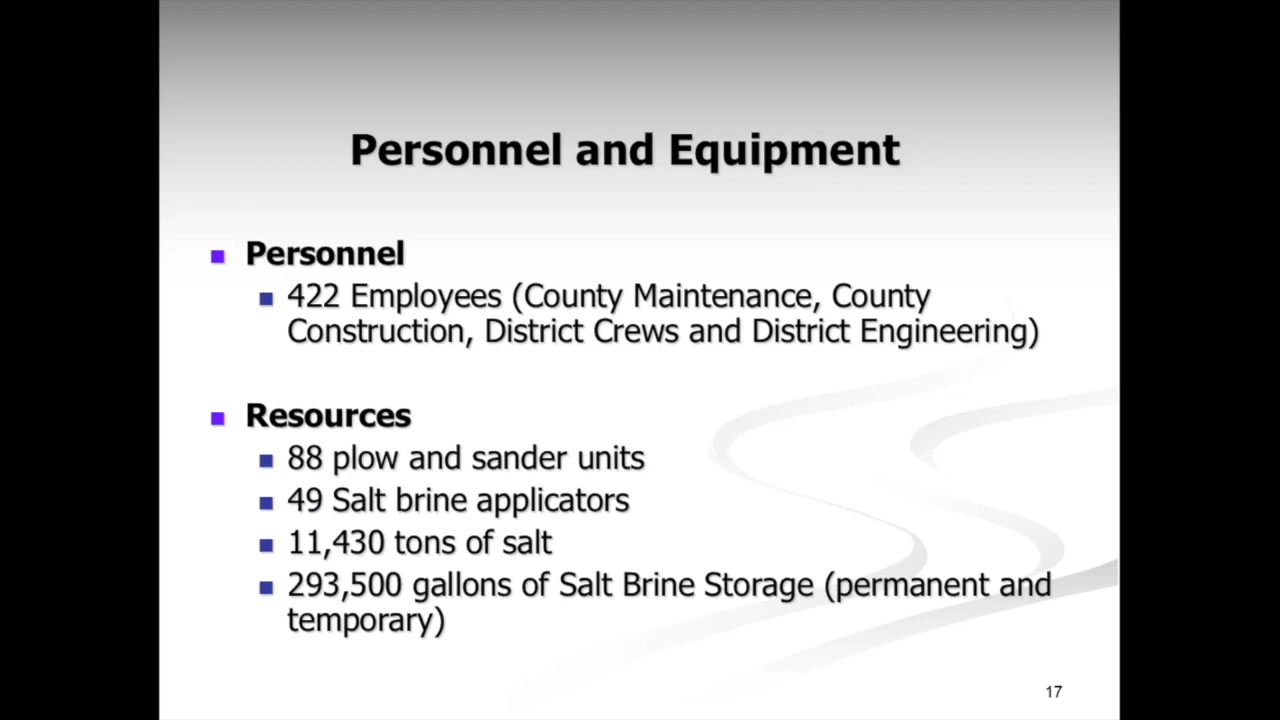 Personnel and Equipment
Personnel
422 Employees (County Maintenance, County
Construction, District Crews and District Engineering)
Resources
88 plow and sander units
49 Salt brine applicators
11,430 tons of salt
293,500 gallons of Salt Brine Storage (permanent and
temporary)
17